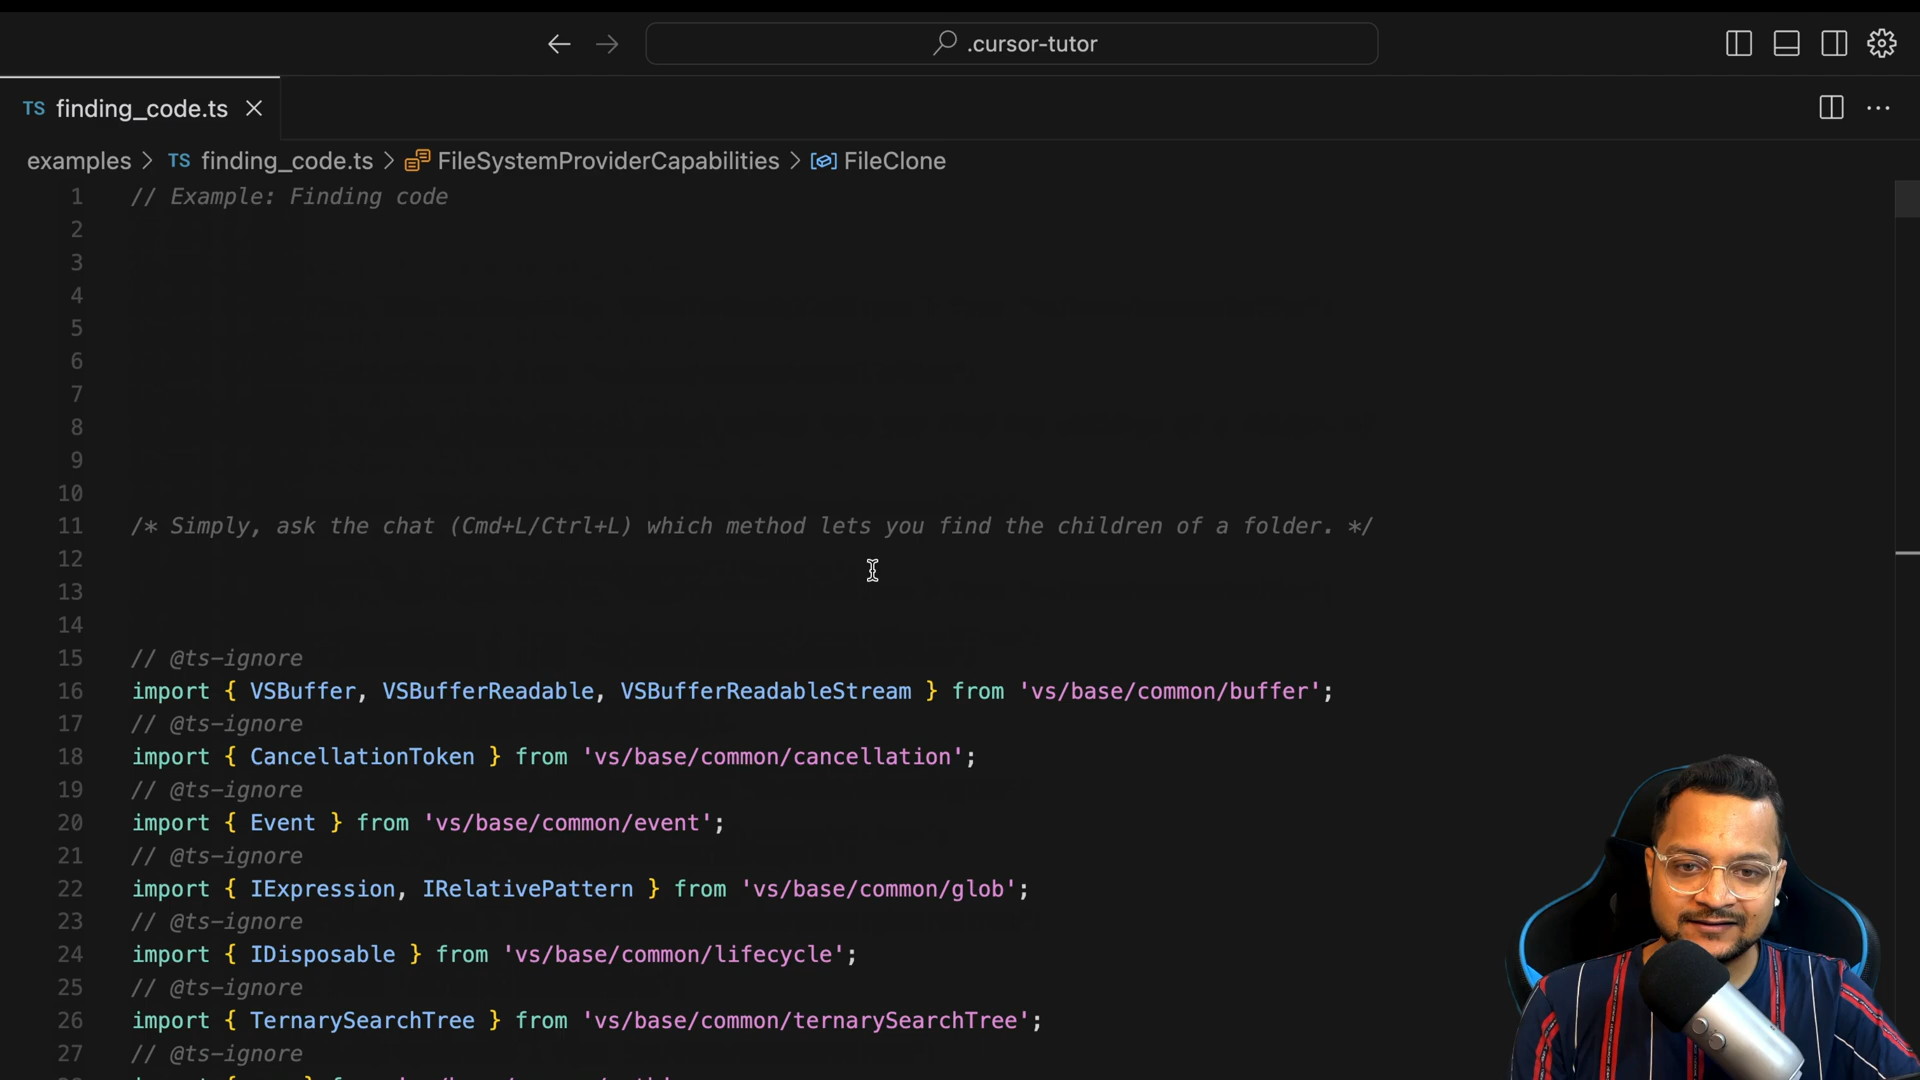 .cursor-tutor
TS finding_code.ts
examples > TS finding_code.ts > FileSystemProviderCapabilities > FileClone
1 // Example: Finding code
2
3
4
5
6
7
8
9
10
11 /* Simply, ask the chat (Cmd+L/Ctrl+L) which method lets you find the children of a folder. */
12
13
14
15 // @ts-ignore
16 import { VSBuffer, VSBufferReadable, VSBufferReadableStream } from 'vs/base/common/buffer';
17 // @ts-ignore
18 import { CancellationToken } from 'vs/base/common/cancellation';
19 // @ts-ignore
20 import { Event } from 'vs/base/common/event';
21 // @ts-ignore
22 import { IExpression, IRelativePattern } from 'vs/base/common/glob';
23 // @ts-ignore
24 import { IDisposable } from 'vs/base/common/lifecycle';
25 // @ts-ignore
26 import { TernarySearchTree } from 'vs/base/common/ternarySearchTree';
27 // @ts-ignore